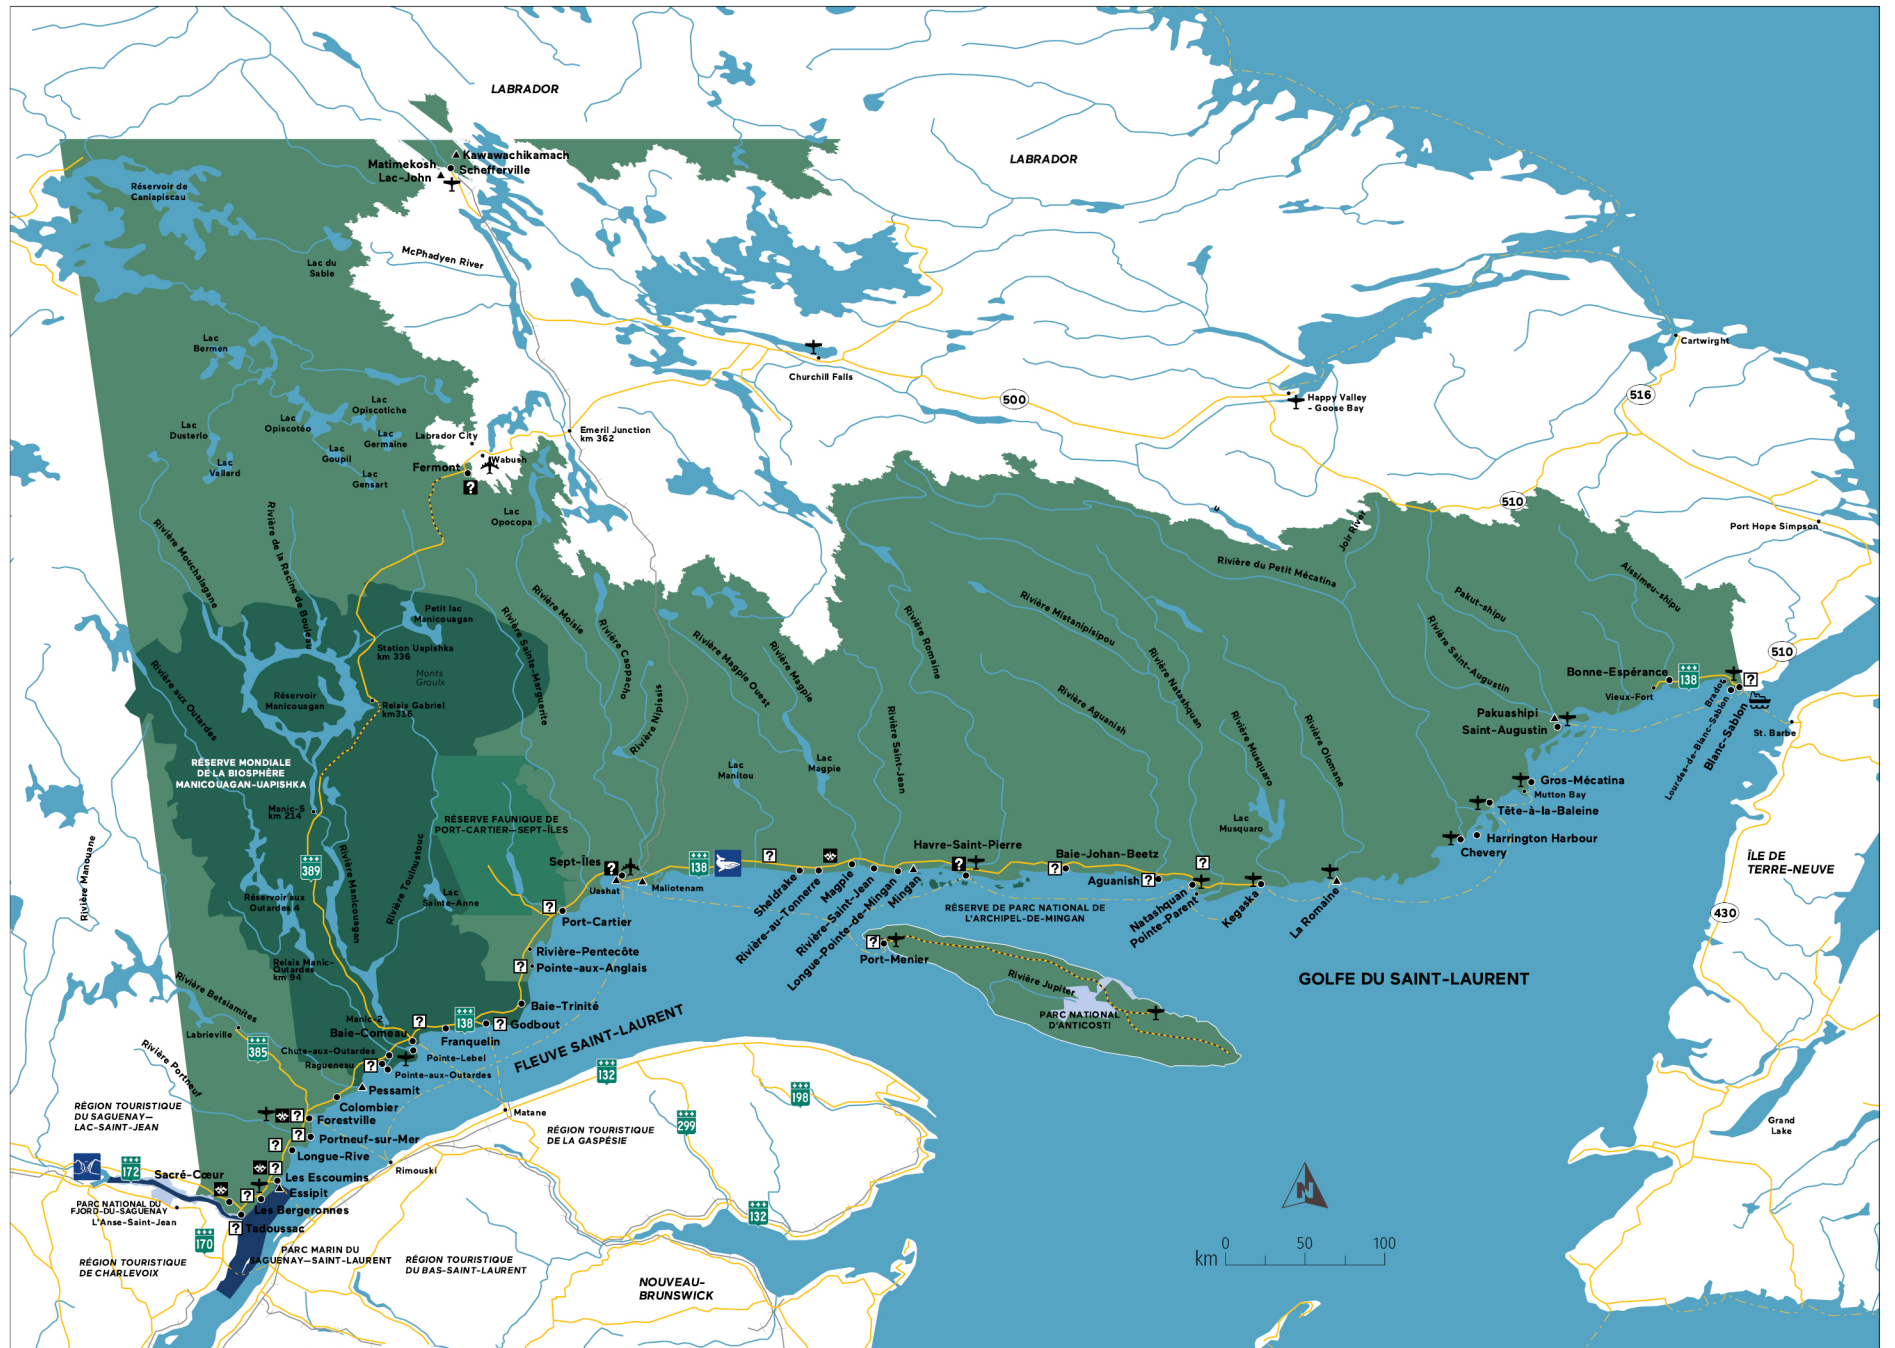 LABRADOR
LABRADOR
Kawawachikamach
Matimekosh
Schefferville
Lac-John
Réservoir de
Caniapiscau
McPhadyen River
Lac du
Sable
Lac
Bermen
Cartwirght
Churchill Falls
500
516
Happy Valley
- Goose Bay
Lac
Opiscotiche
Lac
Opiscotéo
Lac
Dusterlo
Lac
Germaine
Labrador City
Emeril Junction
km 362
Lac
Goupil
Wabush
Lac
Vallard
Fermont
?
Lac
Gensart
510
Lac
Opocopa
u
Port Hope Simpson
Joir River
Rivière Mouchalagane
Rivière de la Racine de Bouleau
Rivière du Petit Mécatina
Aissimeu-shipu
Pakut-shipu
Rivière Moisie
Rivière Mistanipisipou
Petit lac
Manicouagan
Rivière Sainte-Marguerite
Rivière Caopacho
Rivière Romaine
Rivière Magpie Ouest
Rivière Magpie
Rivière Natashquan
Rivière Saint-Augustin
Station Uapishka
km 336
510
Monts
Groulx
Rivière aux Outardes
Bonne-Espérance
138
?
Vieux-Fort
Brador
Lourdes-de-Blanc-Sablon
Blanc-Sablon
Réservoir
Manicouagan
Relais Gabriel
km316
Rivière Nipissis
Rivière Saint-Jean
Rivière Aguanish
Rivière Musquaro
Rivière Olomane
Pakuashipi
Saint-Augustin
St. Barbe
RÉSERVE MONDIALE
DE LA BIOSPHÈRE
MANICOUAGAN-UAPISHKA
Lac
Manitou
Lac
Magpie
Gros-Mécatina
Mutton Bay
Manic-5
km 214
Tête-à-la-Baleine
RÉSERVE FAUNIQUE DE
PORT-CARTIER—SEPT-ÎLES
Lac
Musquaro
Harrington Harbour
Chevery
ÎLE DE
TERRE-NEUVE
Rivière Manouane
389
Rivière Manicouagan
Rivière Toulnustouc
Sept-Îles
?
138
?
Havre-Saint-Pierre
?
Baie-Johan-Beetz
?
?
Uashat
Maliotenam
Sheldrake
Rivière-au-Tonnerre
Magpie
Rivière-Saint-Jean
Longue-Pointe-de-Mingan
Mingan
Aguanish
?
Natashquan
Pointe-Parent
Kegaska
La Romaine
Réservoir aux
Outardes 4
Lac
Sainte-Anne
?
Port-Cartier
RÉSERVE DE PARC NATIONAL DE
L'ARCHIPEL-DE-MINGAN
430
?
Port-Menier
Rivière-Pentecôte
?
Pointe-aux-Anglais
Relais Manic-
Outardes
km 94
Rivière Jupiter
GOLFE DU SAINT-LAURENT
Rivière Betsiamites
Baie-Trinité
PARC NATIONAL
D'ANTICOSTI
Manic-2
?
138
?
Godbout
Labrieville
Baie-Comeau
Franquelin
FLEUVE SAINT-LAURENT
385
Chute-aux-Outardes
Pointe-Lebel
Ragueneau
?
Pointe-aux-Outardes
Rivière Portneuf
132
Pessamit
198
RÉGION TOURISTIQUE
DU SAGUENAY—
LAC-SAINT-JEAN
Colombier
Matane
?
Forestville
299
Grand
Lake
RÉGION TOURISTIQUE
DE LA GASPÉSIE
?
Portneuf-sur-Mer
?
Longue-Rive
172
Sacré-Cœur
?
Rimouski
Les Escoumins
N
PARC NATIONAL DU
FJORD-DU-SAGUENAY
?
Essipit
L'Anse-Saint-Jean
Les Bergeronnes
132
?
Tadoussac
170
PARC MARIN DU
SAGUENAY—SAINT-LAURENT
RÉGION TOURISTIQUE
DE CHARLEVOIX
RÉGION TOURISTIQUE
DU BAS-SAINT-LAURENT
0 50 100
km
NOUVEAU-
BRUNSWICK